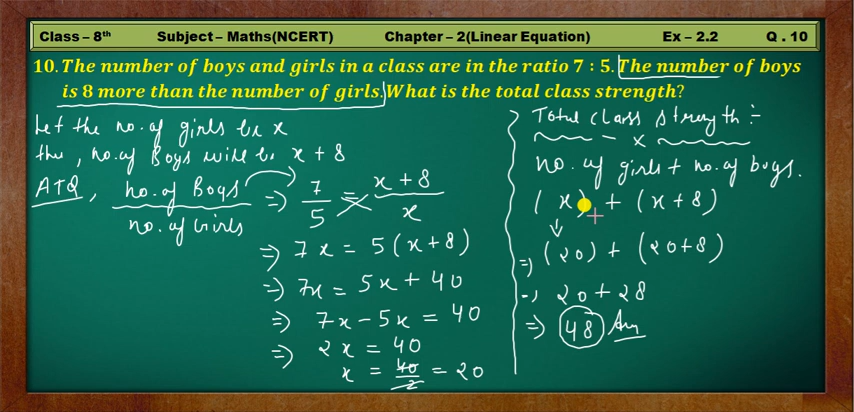 Class – 8th Subject – Maths(NCERT) Chapter – 2(Linear Equation) Ex – 2.2 Q . 10
10. The number of boys and girls in a class are in the ratio 7 : 5. The number of boys
is 8 more than the number of girls. What is the total class strength?
Let the no. of girls be x
the, no. of Boys will be x + 8
ATQ, no. of Boys / no. of Girls => 7/5 = x + 8 / x
=> 7x = 5(x + 8)
=> 7x = 5x + 40
=> 7x – 5x = 40
=> 2x = 40
x = 40/2 = 20
Total Class Strength :-
– x
no. of girls + no. of boys.
(x) + (x + 8)
=> (20) + (20+8)
=> 20 + 28
=> 48 Ans